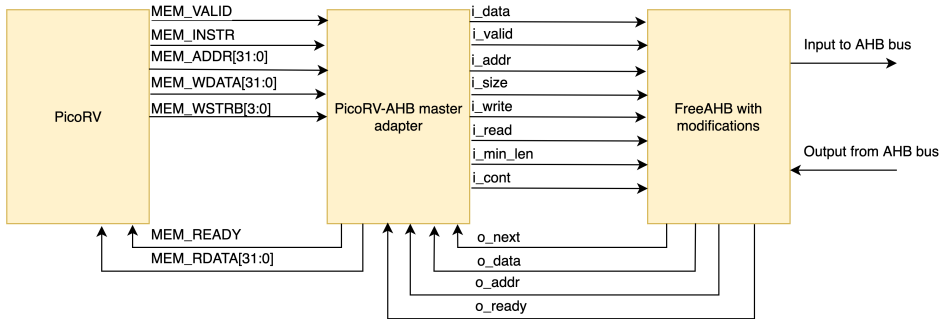 MEM_VALID
MEM_INSTR
MEM_ADDR[31:0]
MEM_WDATA[31:0]
MEM_WSTRB[3:0]
PicoRV
PicoRV-AHB master
adapter
i_data
i_valid
i_addr
i_size
i_write
i_read
i_min_len
i_cont
FreeAHB with
modifications
Input to AHB bus
Output from AHB bus
MEM_READY
MEM_RDATA[31:0]
o_next
o_data
o_addr
o_ready